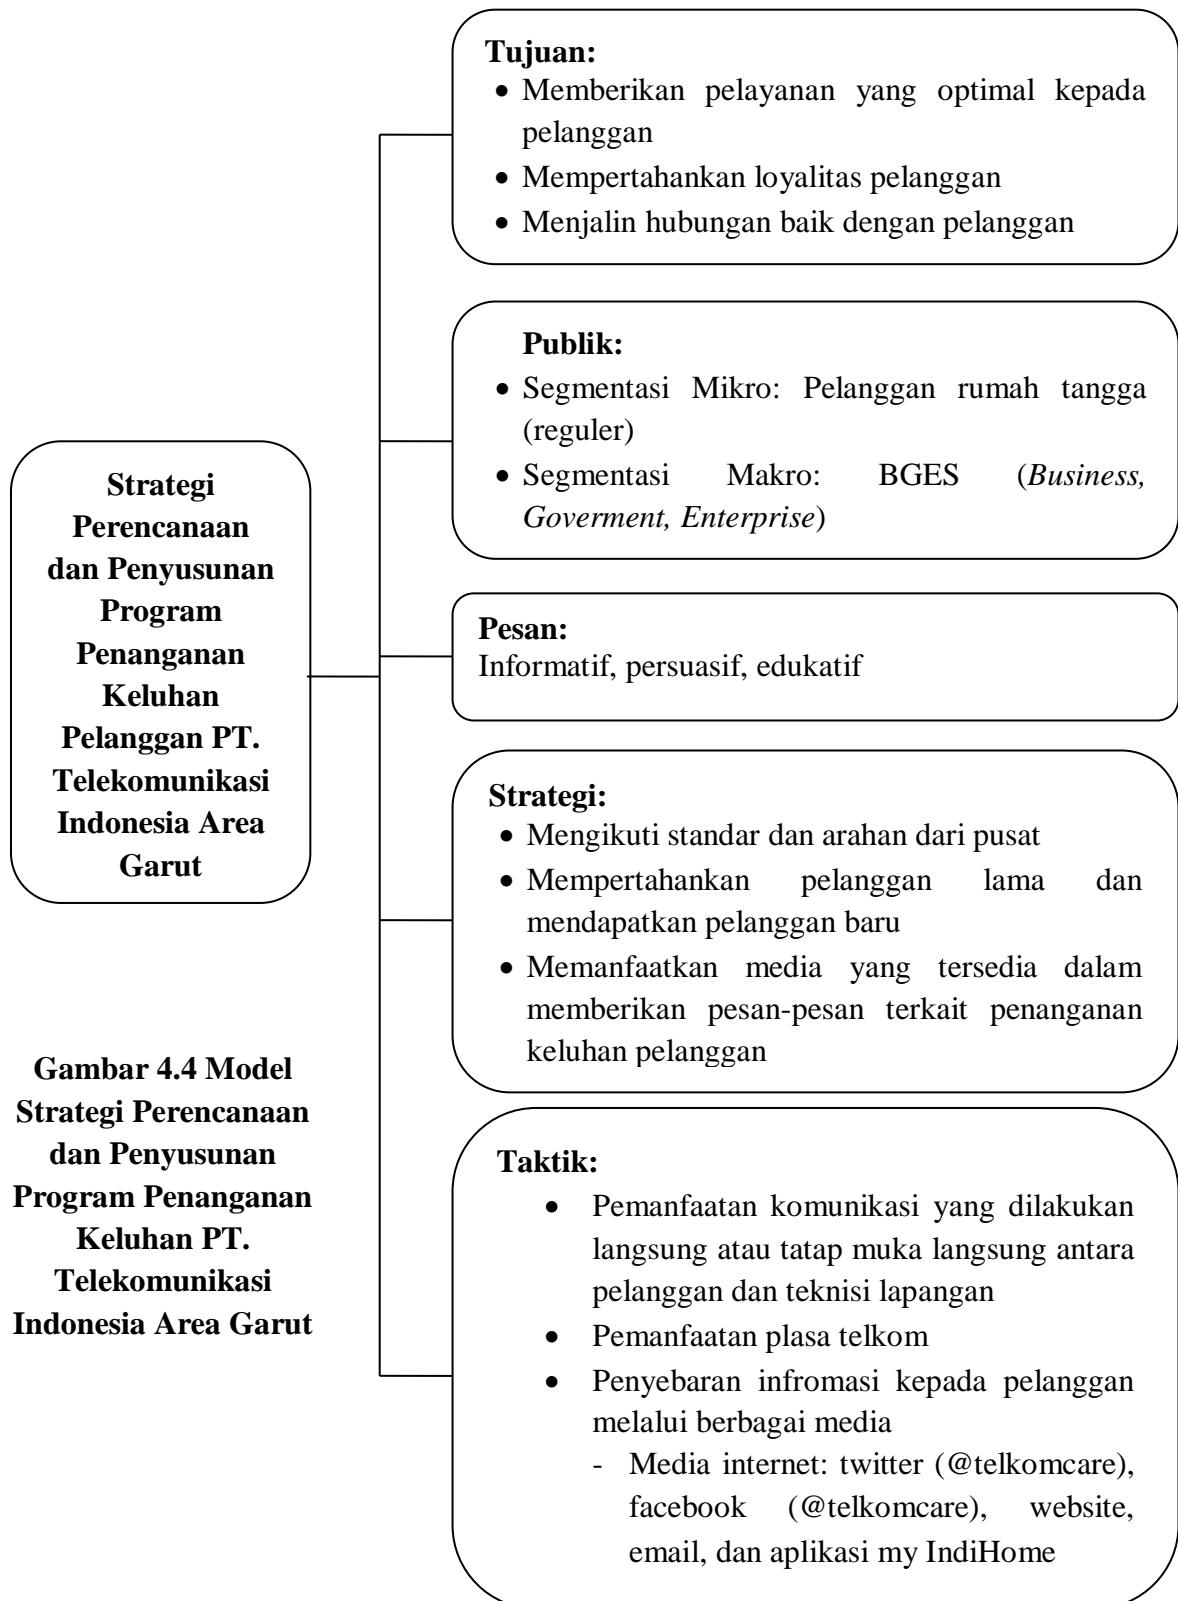 Tujuan:
• Memberikan pelayanan yang optimal kepada
pelanggan
• Mempertahankan loyalitas pelanggan
• Menjalin hubungan baik dengan pelanggan
Publik:
• Segmentasi Mikro: Pelanggan rumah tangga
(reguler)
• Segmentasi Makro: BGES (Business,
Goverment, Enterprise)
Strategi
Perencanaan
dan Penyusunan
Program
Penanganan
Keluhan
Pelanggan PT.
Telekomunikasi
Indonesia Area
Garut
Pesan:
Informatif, persuasif, edukatif
Strategi:
• Mengikuti standar dan arahan dari pusat
• Mempertahankan pelanggan lama dan
mendapatkan pelanggan baru
• Memanfaatkan media yang tersedia dalam
memberikan pesan-pesan terkait penanganan
keluhan pelanggan
Gambar 4.4 Model
Strategi Perencanaan
dan Penyusunan
Program Penanganan
Keluhan PT.
Telekomunikasi
Indonesia Area Garut
Taktik:
• Pemanfaatan komunikasi yang dilakukan
langsung atau tatap muka langsung antara
pelanggan dan teknisi lapangan
• Pemanfaatan plasa telkom
• Penyebaran infromasi kepada pelanggan
melalui berbagai media
- Media internet: twitter (@telkomcare),
facebook (@telkomcare), website,
email, dan aplikasi my IndiHome